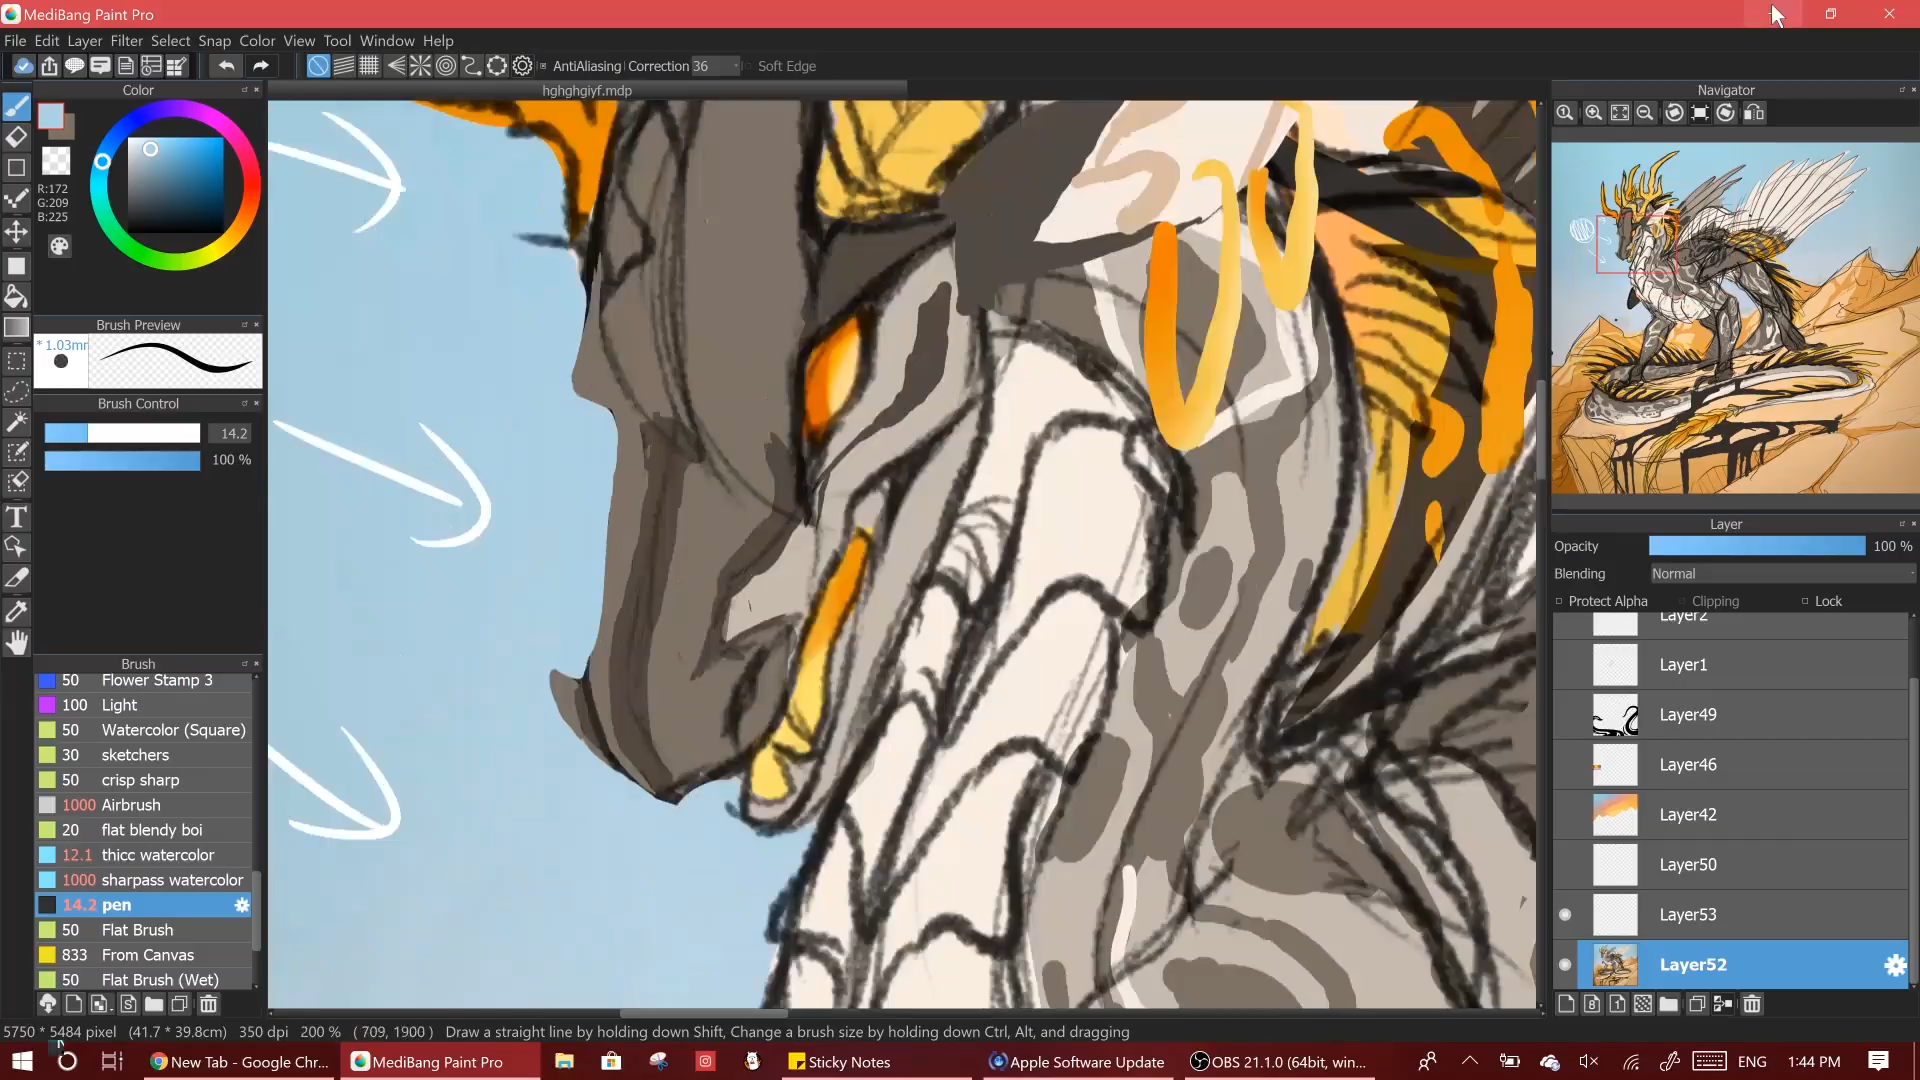 MediBang Paint Pro
File Edit Layer Filter Select Snap Color View Tool Window Help
AntiAliasing Correction 36 Soft Edge
Color
hghghgiyf.mdp
Navigator
R:172
G:209
B:225
Brush Preview
* 1.03mm
Brush Control
14.2
100 %
Layer
Opacity 100 %
Blending Normal
Protect Alpha Clipping Lock
Layer2
Layer1
Layer49
Layer46
Layer42
Layer50
Layer53
Layer52
Brush
50 Flower Stamp 3
100 Light
50 Watercolor (Square)
30 sketchers
50 crisp sharp
1000 Airbrush
20 flat blendy boi
12.1 thicc watercolor
1000 sharpass watercolor
14.2 pen
50 Flat Brush
833 From Canvas
50 Flat Brush (Wet)
5750 * 5484 pixel (41.7 * 39.8cm) 350 dpi 200 % ( 709, 1900 ) Draw a straight line by holding down Shift, Change a brush size by holding down Ctrl, Alt, and dragging
New Tab - Google Chr... MediBang Paint Pro Sticky Notes Apple Software Update OBS 21.1.0 (64bit, win... ENG 1:44 PM